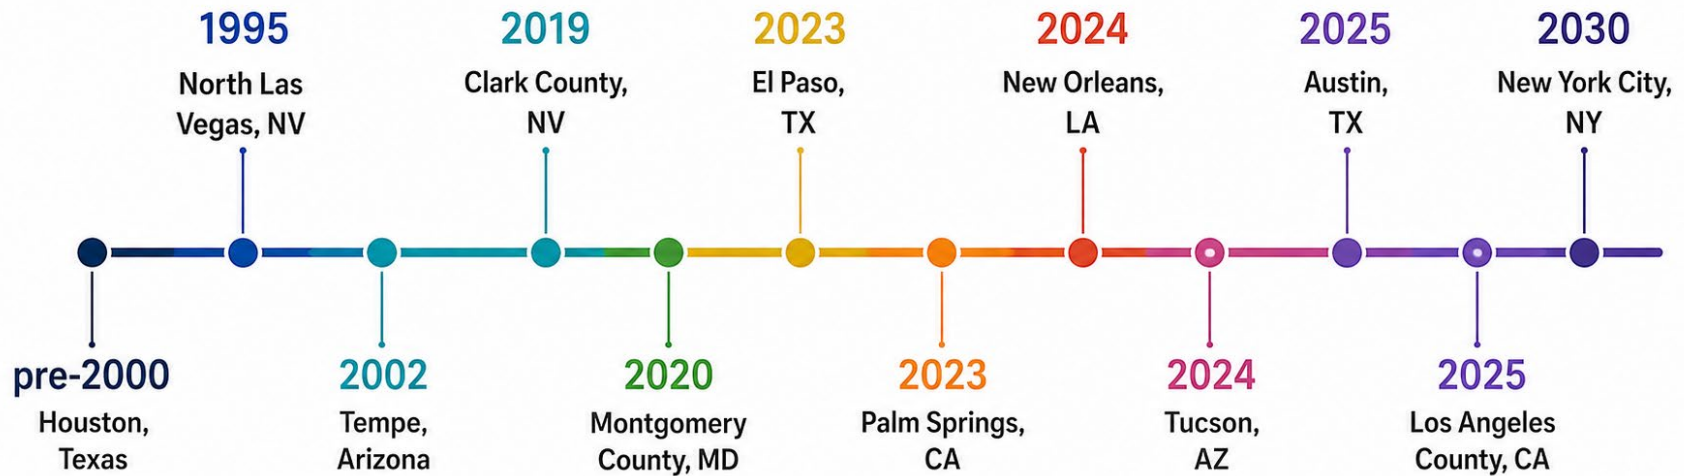 1995
North Las
Vegas, NV
2019
Clark County,
NV
2023
El Paso,
TX
2024
New Orleans,
LA
2025
Austin,
TX
2030
New York City,
NY
pre-2000
Houston,
Texas
2002
Tempe,
Arizona
2020
Montgomery
County, MD
2023
Palm Springs,
CA
2024
Tucson,
AZ
2025
Los Angeles
County, CA